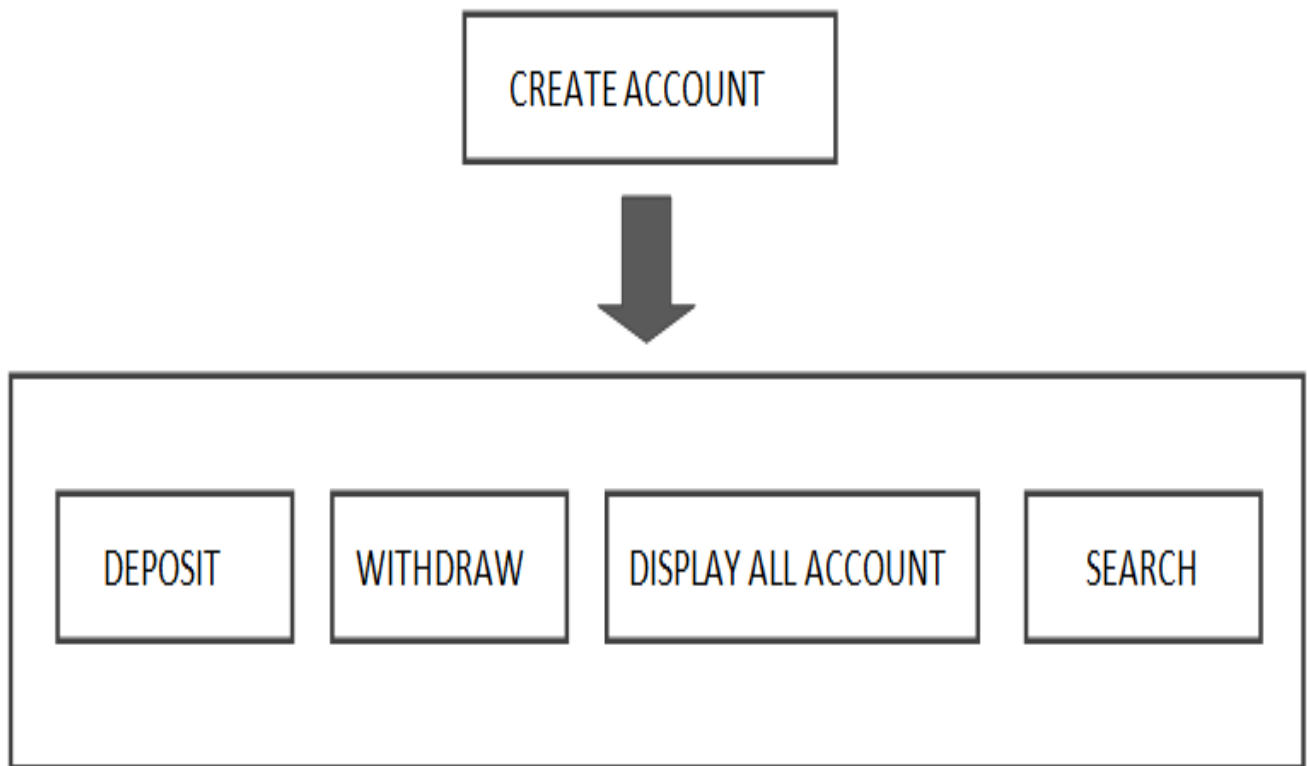 CREATE ACCOUNT
DEPOSIT
WITHDRAW
DISPLAY ALL ACCOUNT
SEARCH